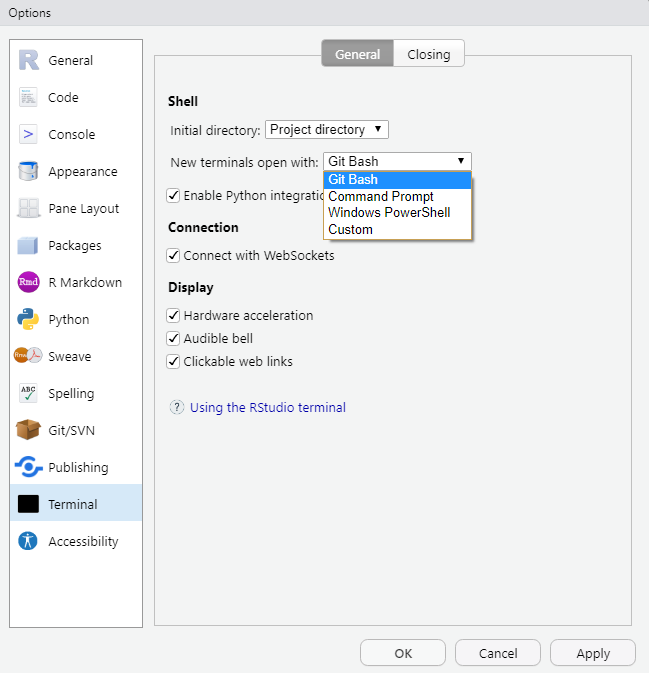 Options
General
Code
Console
Appearance
Pane Layout
Packages
Rmd R Markdown
Python
Rnw Sweave
ABC Spelling
Git/SVN
Publishing
Terminal
Accessibility
General Closing
Shell
Initial directory: Project directory
New terminals open with: Git Bash
Git Bash
Command Prompt
Windows PowerShell
Custom
Enable Python integratio
Connection
Connect with WebSockets
Display
Hardware acceleration
Audible bell
Clickable web links
? Using the RStudio terminal
OK Cancel Apply